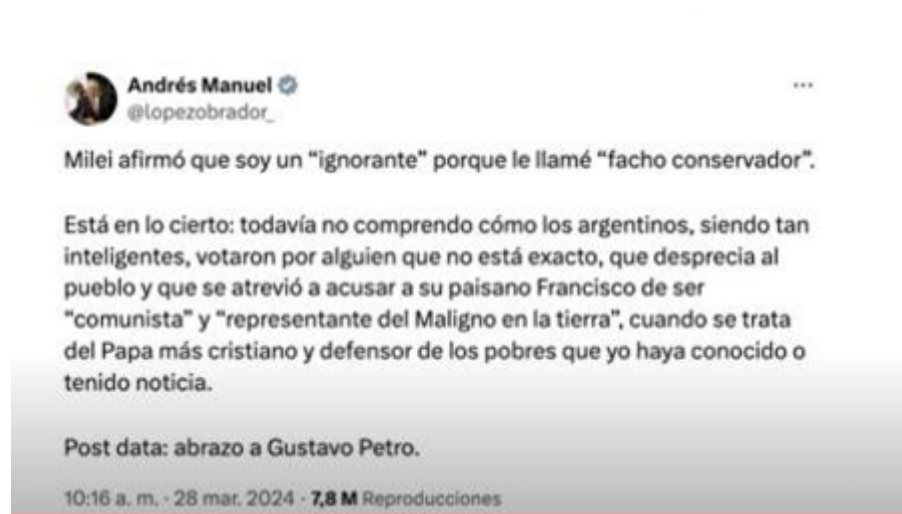 Andrés Manuel
@lopezobrador_
Milei afirmó que soy un “ignorante” porque le llamé “facho conservador”.
Está en lo cierto: todavía no comprendo cómo los argentinos, siendo tan
inteligentes, votaron por alguien que no está exacto, que desprecia al
pueblo y que se atrevió a acusar a su paisano Francisco de ser
“comunista” y “representante del Maligno en la tierra”, cuando se trata
del Papa más cristiano y defensor de los pobres que yo haya conocido o
tenido noticia.
Post data: abrazo a Gustavo Petro.
10:16 a. m. · 28 mar. 2024 · 7,8 M Reproducciones